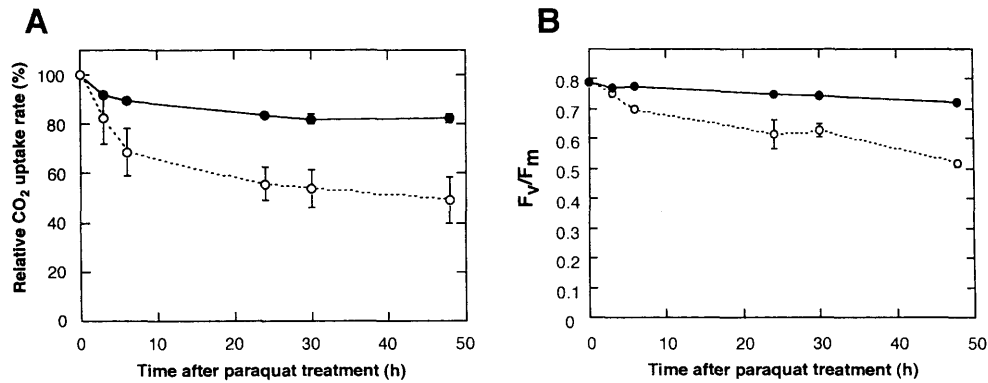 A
Relative CO2 uptake rate (%)
100
80
60
40
20
0
0 10 20 30 40 50
Time after paraquat treatment (h)
B
Fv/Fm
0.8
0.7
0.6
0.5
0.4
0.3
0.2
0.1
0
0 10 20 30 40 50
Time after paraquat treatment (h)